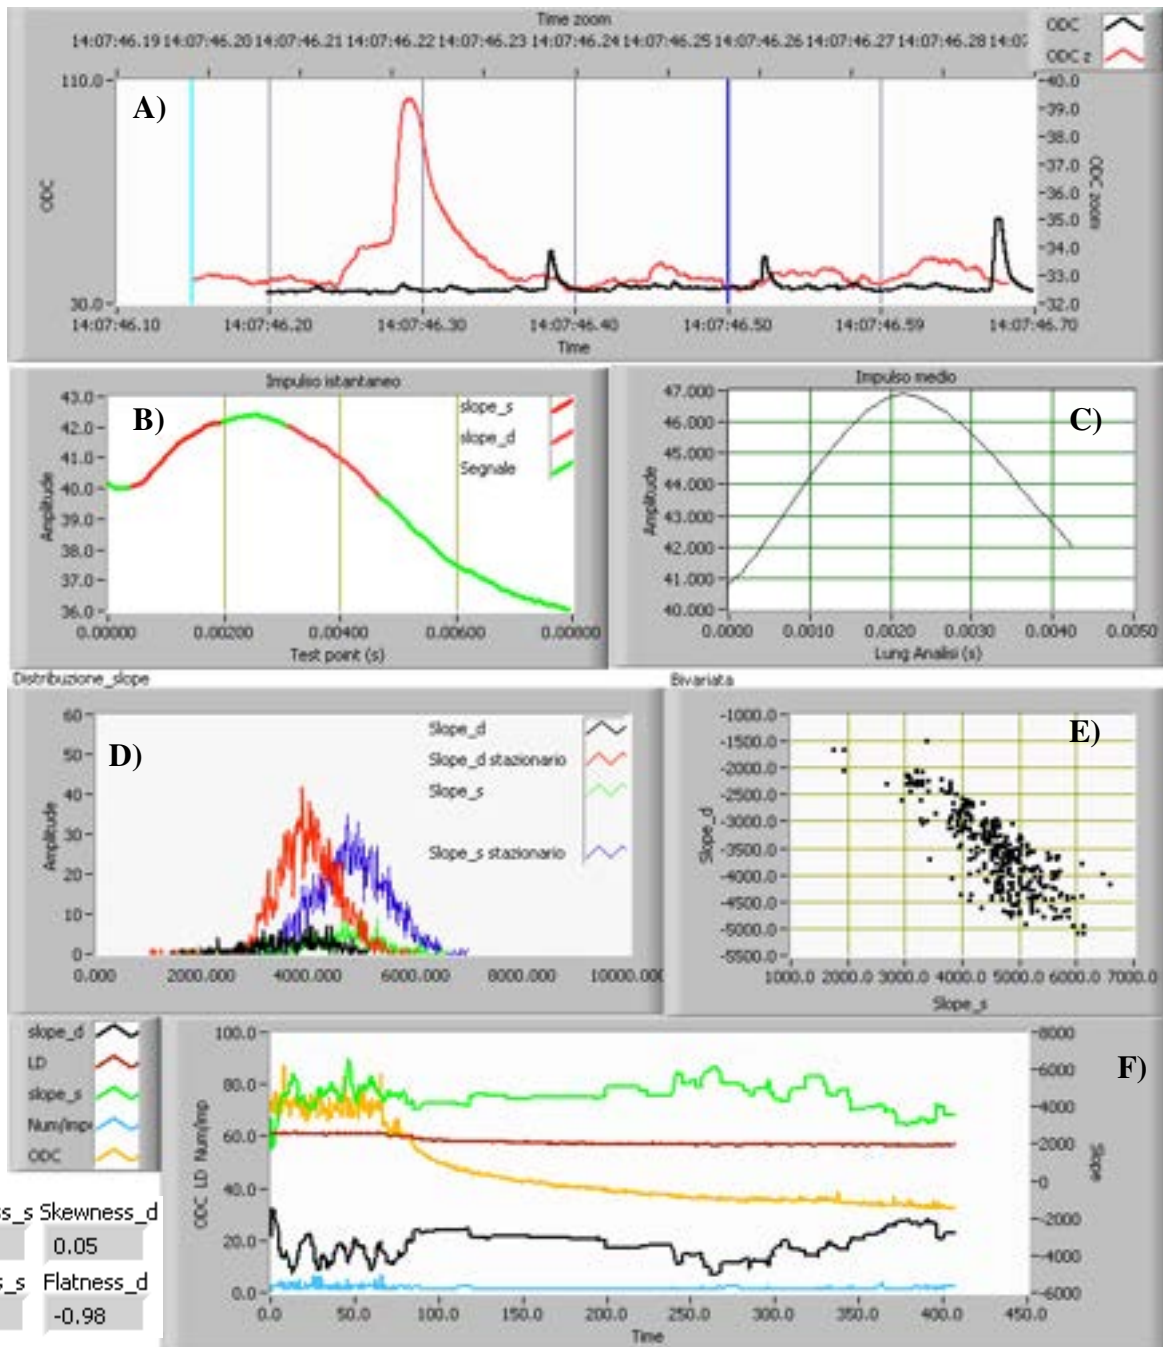 Time zoom
14:07:46.19 14:07:46.20 14:07:46.21 14:07:46.22 14:07:46.23 14:07:46.24 14:07:46.25 14:07:46.26 14:07:46.27 14:07:46.28 14:0
ODC
ODC z
A)
110.0
30.0
ODC
40.0
39.0
38.0
37.0
36.0
35.0
34.0
33.0
32.0
ODC zoom
14:07:46.10 14:07:46.20 14:07:46.30 14:07:46.40 14:07:46.50 14:07:46.59 14:07:46.70
Time
Impulso istantaneo
B)
43.0
42.0
41.0
40.0
39.0
38.0
37.0
36.0
Amplitude
slope_s
slope_d
Segnale
0.00000 0.00200 0.00400 0.00600 0.00800
Test point (s)
Impulso medio
C)
47.000
46.000
45.000
44.000
43.000
42.000
41.000
40.000
Amplitude
0.0000 0.0010 0.0020 0.0030 0.0040 0.0050
Lung Analisi (s)
Distribuzione_slope
D)
60
50
40
30
20
10
0
Amplitude
Slope_d
Slope_d stazionario
Slope_s
Slope_s stazionario
0.000 2000.000 4000.000 6000.000 8000.000 10000.000
Bivariata
E)
-1000.0
-1500.0
-2000.0
-2500.0
-3000.0
-3500.0
-4000.0
-4500.0
-5000.0
-5500.0
Slope_d
1000.0 2000.0 3000.0 4000.0 5000.0 6000.0 7000.0
Slope_s
slope_d
LD
slope_s
Num/imp
ODC
F)
100.0
80.0
60.0
40.0
20.0
0.0
ODC LD Num/imp
8000
6000
4000
2000
0
-2000
-4000
-6000
Slope
0.0 50.0 100.0 150.0 200.0 250.0 300.0 350.0 400.0 450.0
Time
ss_s Skewness_d
0.05
s_s Flatness_d
-0.98